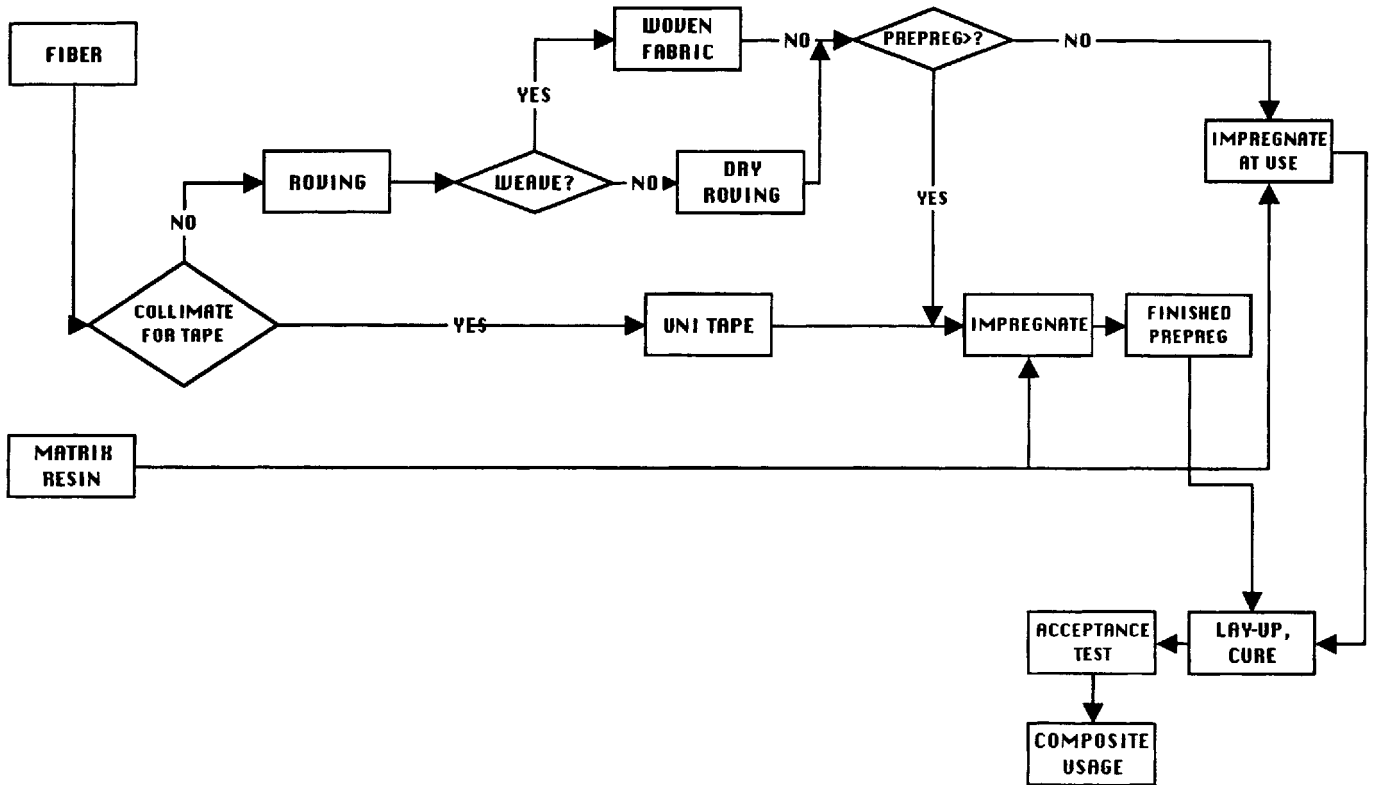 FIBER
WOVEN
FABRIC
NO
PREPREG>?
NO
YES
IMPREGNATE
AT USE
ROVING
WEAVE?
NO
DRY
ROVING
YES
NO
COLLIMATE
FOR TAPE
YES
UNI TAPE
IMPREGNATE
FINISHED
PREPREG
MATRIX
RESIN
ACCEPTANCE
TEST
LAY-UP,
CURE
COMPOSITE
USAGE